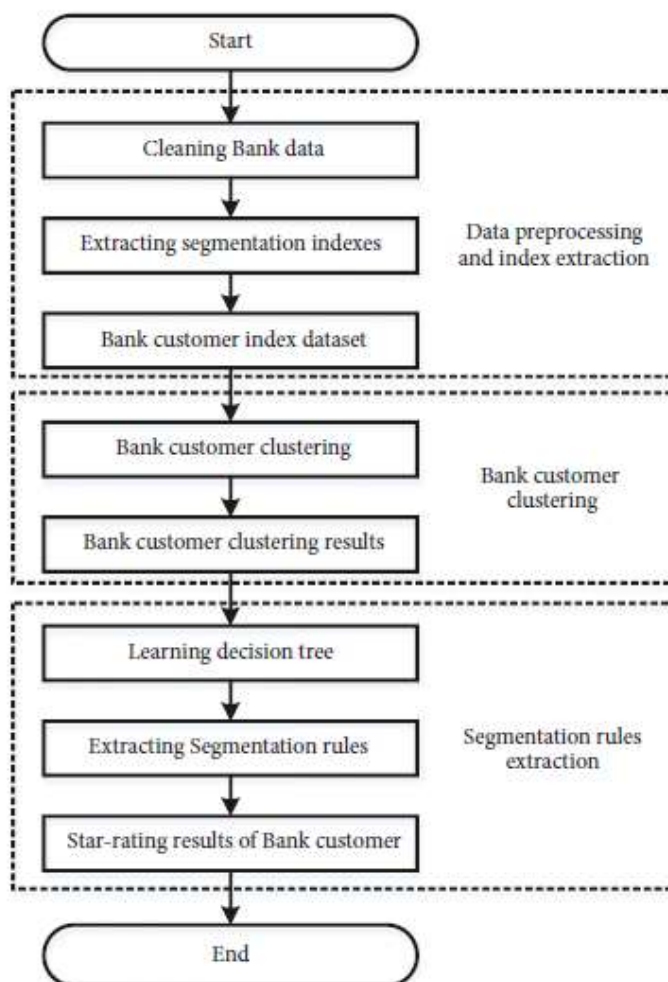 Start
Cleaning Bank data
Extracting segmentation indexes
Bank customer index dataset
Data preprocessing
and index extraction
Bank customer clustering
Bank customer clustering results
Bank customer
clustering
Learning decision tree
Extracting Segmentation rules
Star-rating results of Bank customer
Segmentation rules
extraction
End